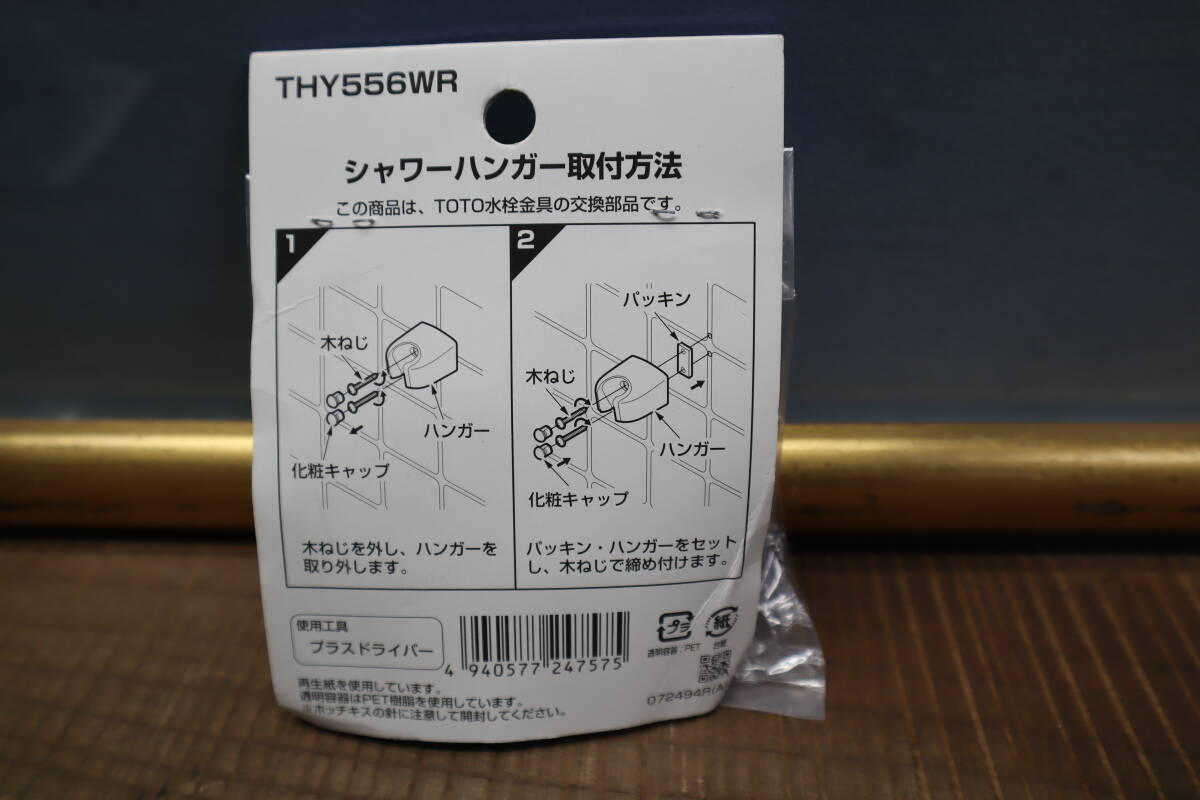 THY556WR
シャワーハンガー取付方法
この商品は、TOTO水栓金具の交換部品です。
1
木ねじ
ハンガー
化粧キャップ
木ねじを外し、ハンガーを
取り外します。
2
パッキン
木ねじ
ハンガー
化粧キャップ
パッキン・ハンガーをセット
し、木ねじで締め付けます。
使用工具
プラスドライバー
4 940577 247575
プラ
紙
透明容器：PET
台紙
再生紙を使用しています。
透明容器はPET樹脂を使用しています。
※ホッチキスの針に注意して開封してください。
072494R(A)